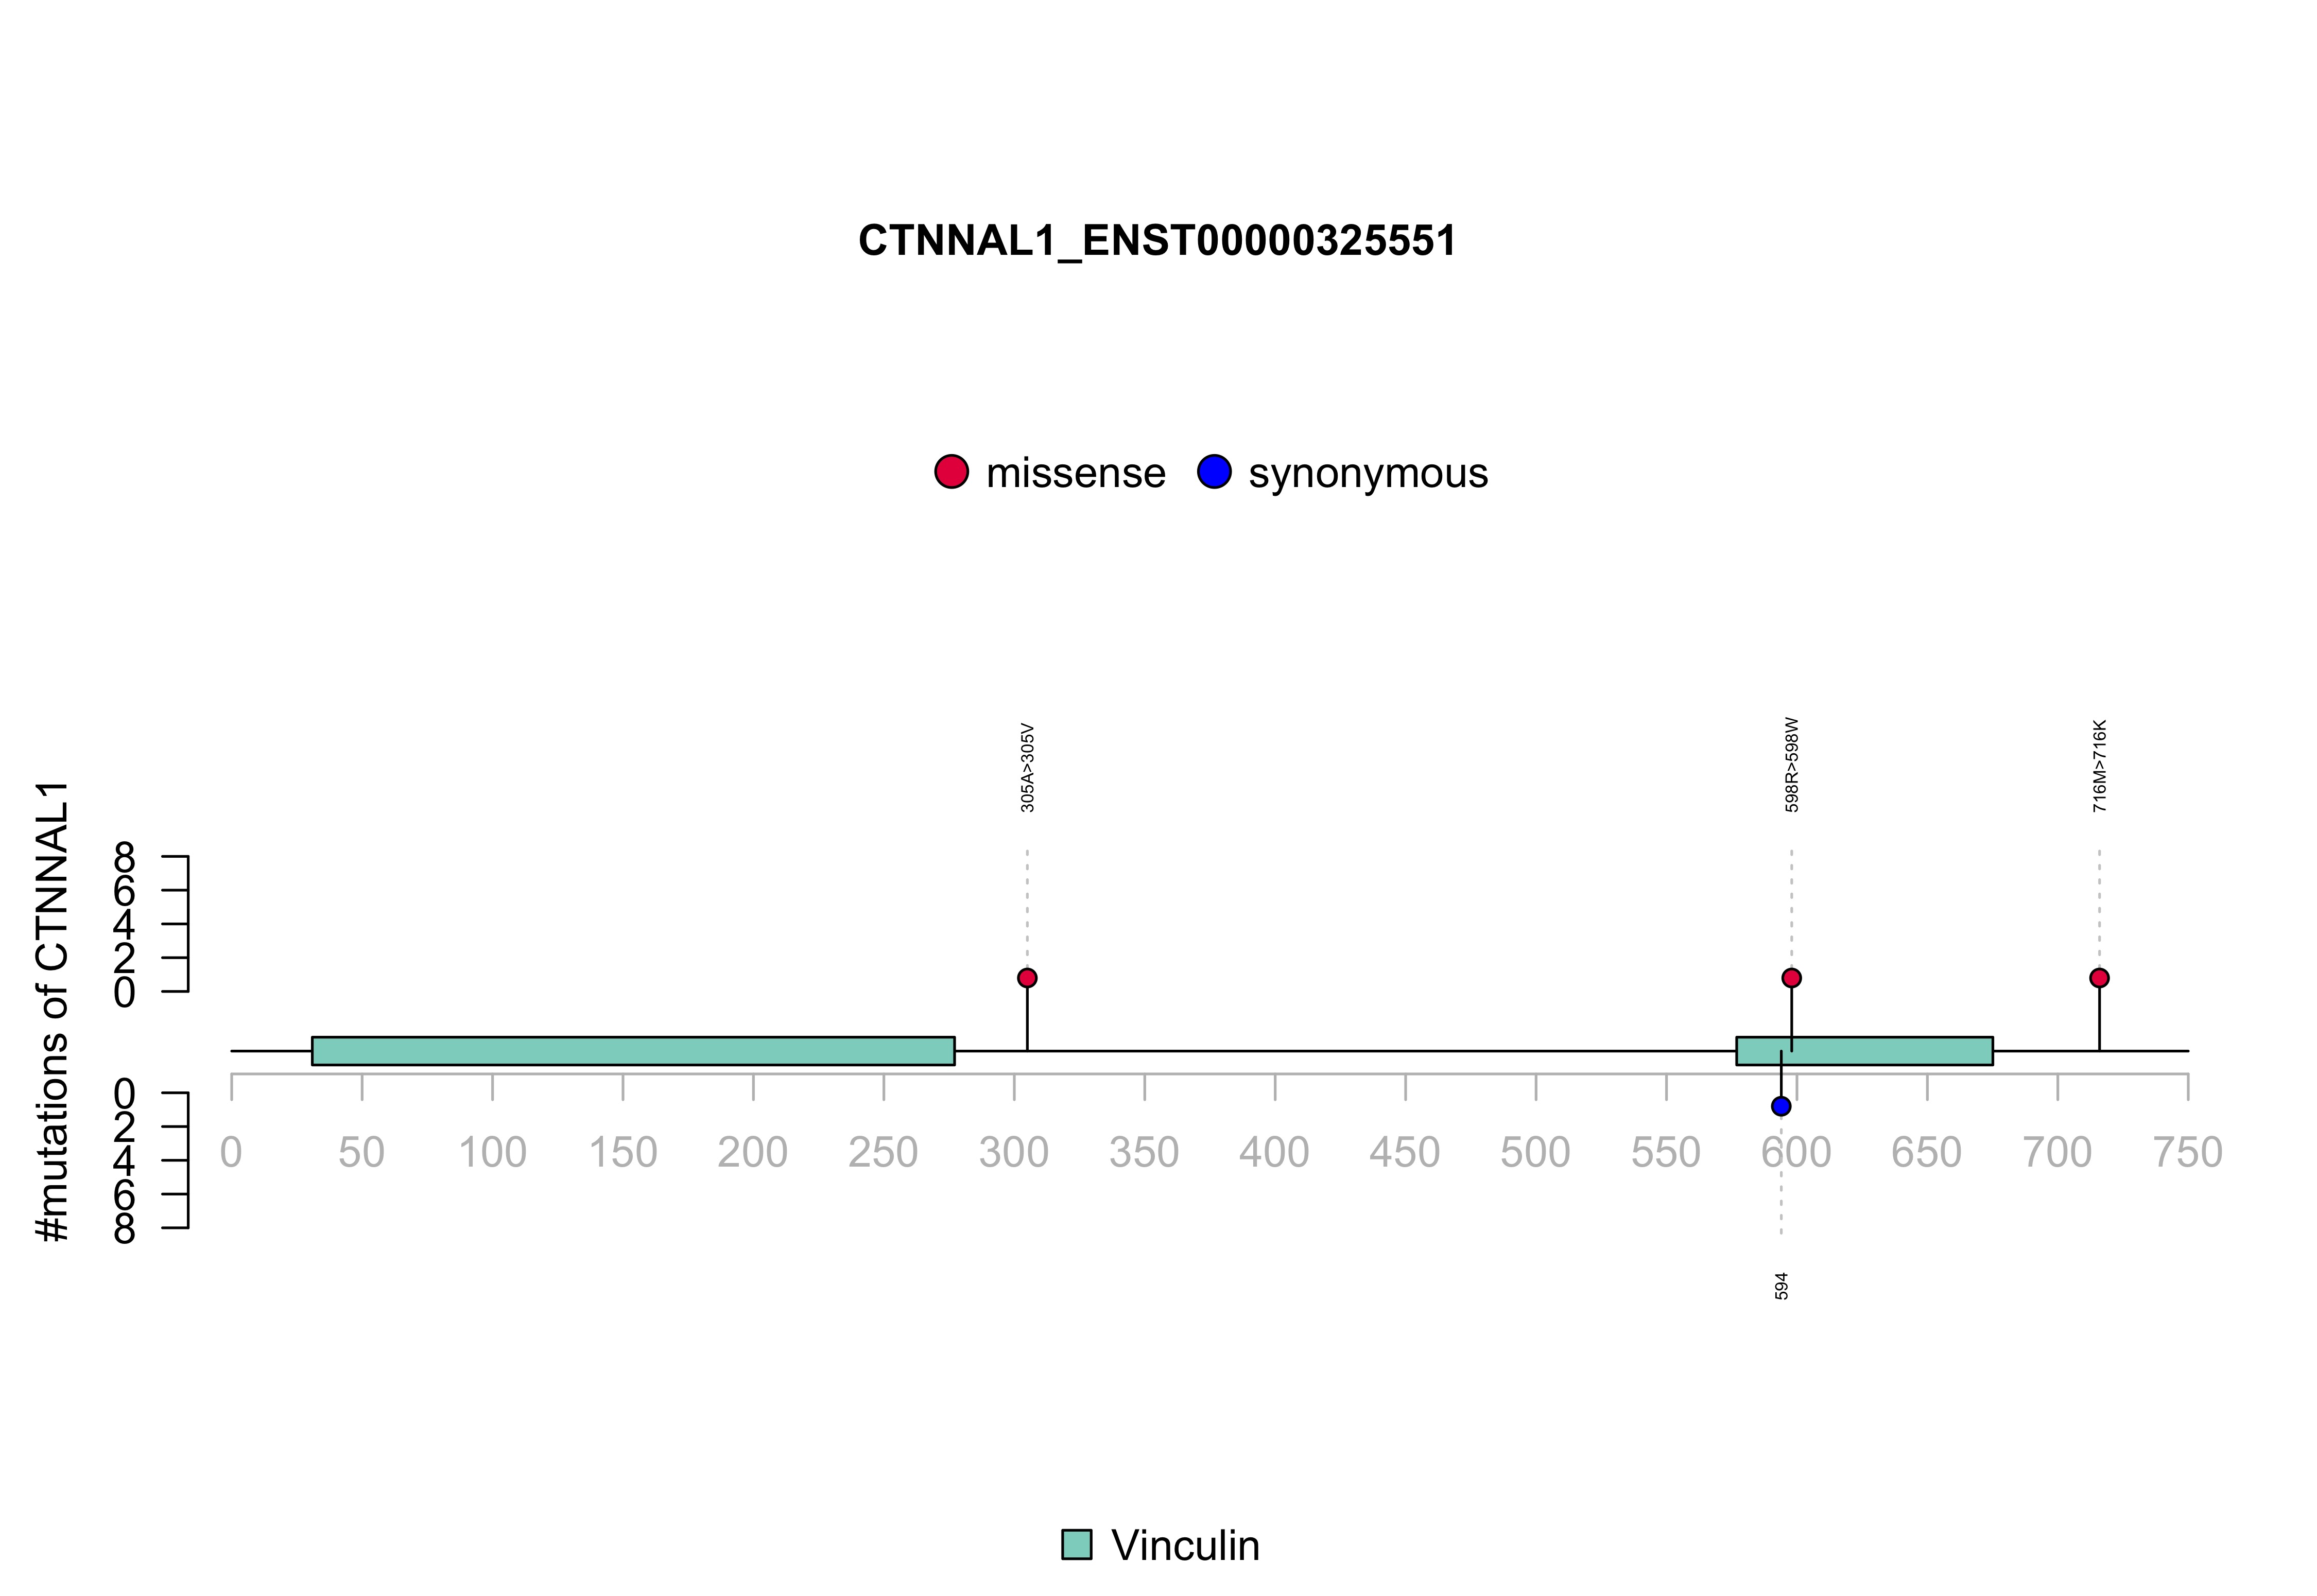 CTNNAL1_ENST00000325551
missense synonymous
305A>305V 598R>598W 716M>716K
#mutations of CTNNAL1
8
6
4
2
0
0
2
4
6
8
0 50 100 150 200 250 300 350 400 450 500 550 600 650 700 750
594
Vinculin